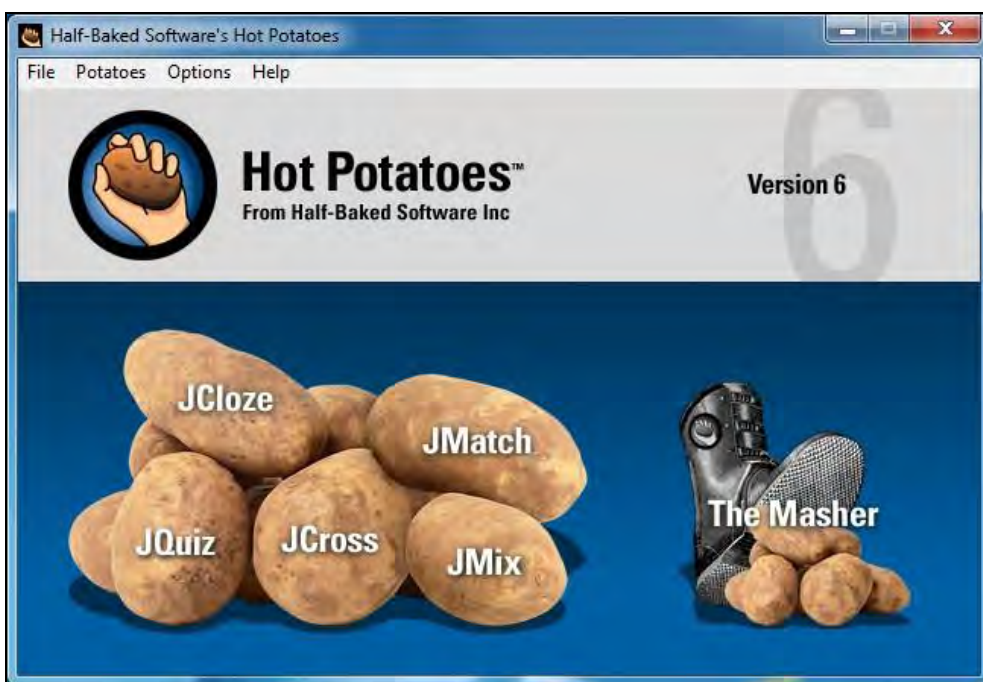 Half-Baked Software's Hot Potatoes
File Potatoes Options Help
Hot Potatoes™
From Half-Baked Software Inc
6
Version 6
JCloze
JMatch
JQuiz
JCross
JMix
The Masher